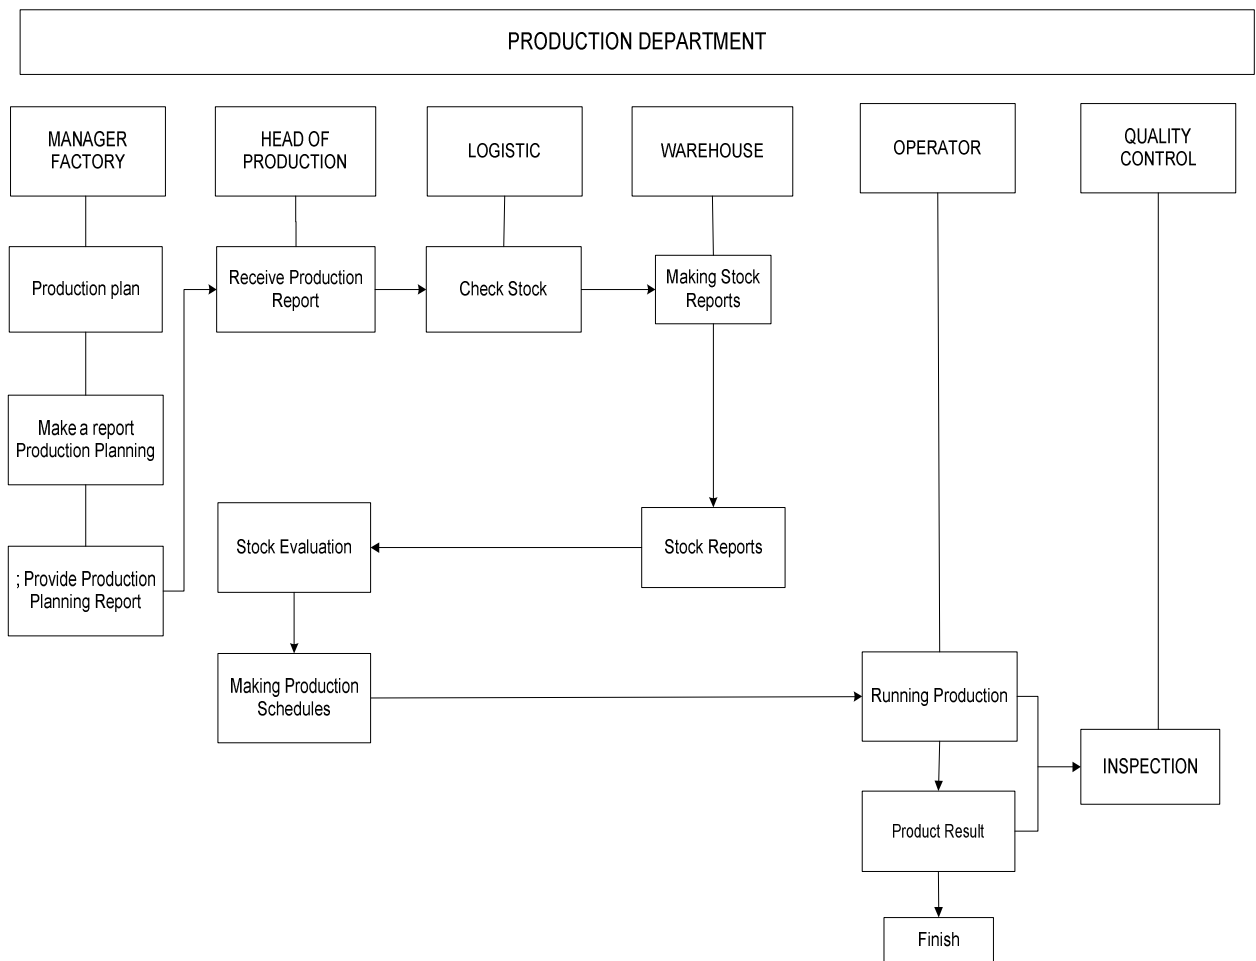 PRODUCTION DEPARTMENT
MANAGER
FACTORY
HEAD OF
PRODUCTION
LOGISTIC
WAREHOUSE
OPERATOR
QUALITY
CONTROL
Production plan
Receive Production
Report
Check Stock
Making Stock
Reports
Make a report
Production Planning
Stock Evaluation
Stock Reports
; Provide Production
Planning Report
Making Production
Schedules
Running Production
INSPECTION
Product Result
Finish